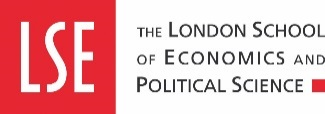 LSE
THE LONDON SCHOOL
OF ECONOMICS AND
POLITICAL SCIENCE